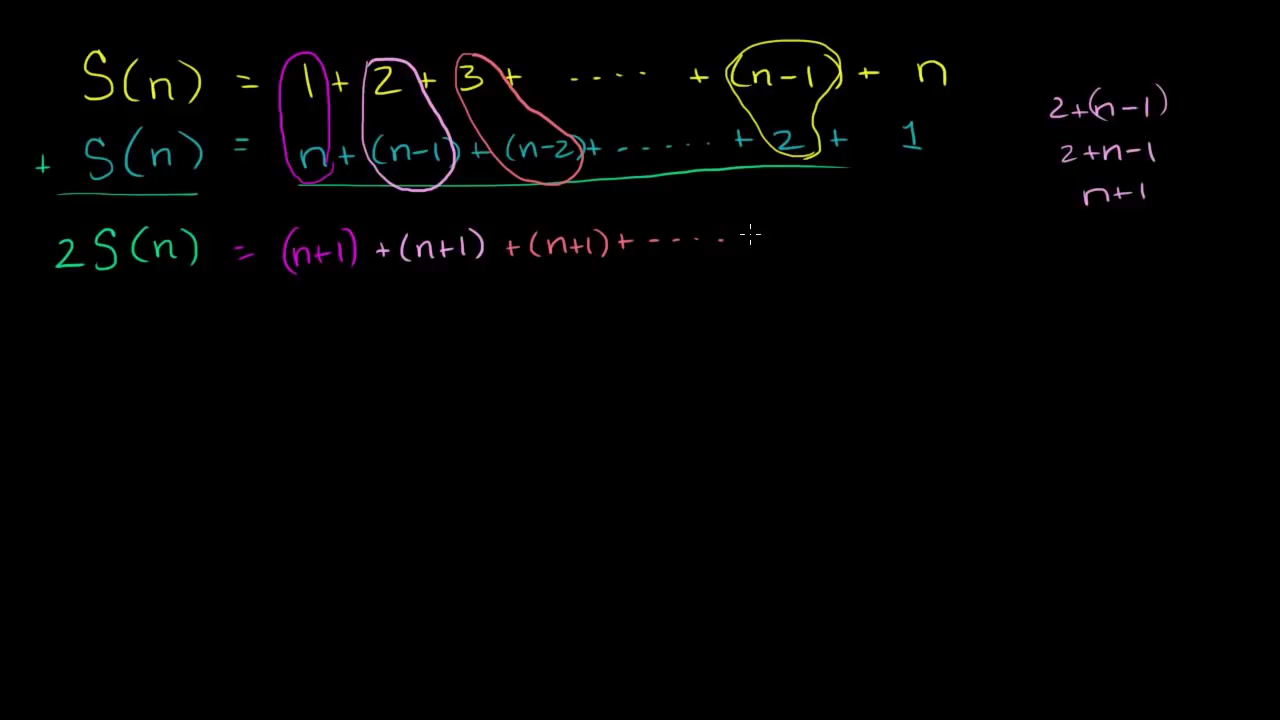 S(n) = 1 + 2 + 3 + ..... + (n-1) + n
+ S(n) = n + (n-1) + (n-2) + ...... + 2 + 1
2S(n) = (n+1) + (n+1) + (n+1) + .....
2+(n-1)
2+n-1
n+1